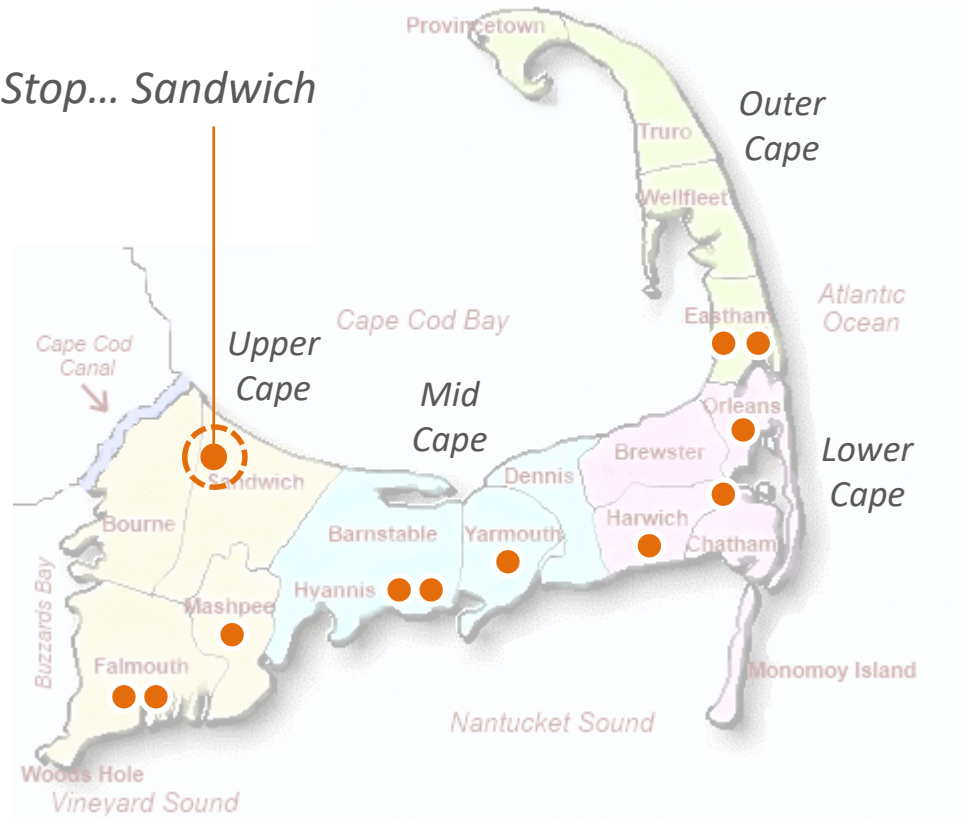 Provincetown
Stop... Sandwich
Outer
Cape
Truro
Wellfleet
Atlantic
Ocean
Eastham
Cape Cod Bay
Cape Cod
Canal
Upper
Cape
Mid
Cape
Orleans
Brewster
Lower
Cape
Dennis
Sandwich
Bourne
Barnstable
Yarmouth
Harwich
Chatham
Hyannis
Mashpee
Buzzards Bay
Falmouth
Monomoy Island
Nantucket Sound
Woods Hole
Vineyard Sound